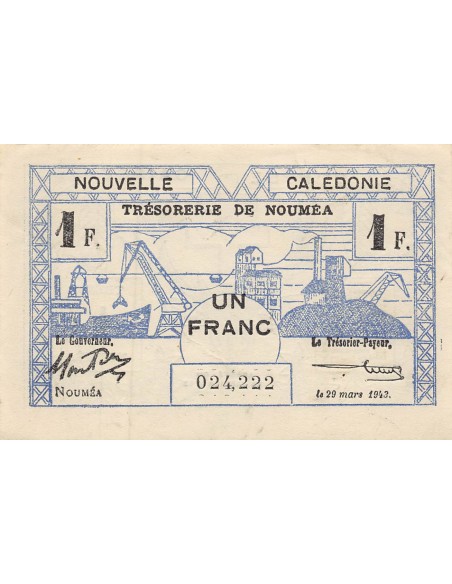 NOUVELLE CALEDONIE
TRÉSORERIE DE NOUMÉA
1 F. 1 F.
UN
FRANC
Le Gouverneur, Le Trésorier-Payeur,
024,222
NOUMÉA
le 29 mars 1943.